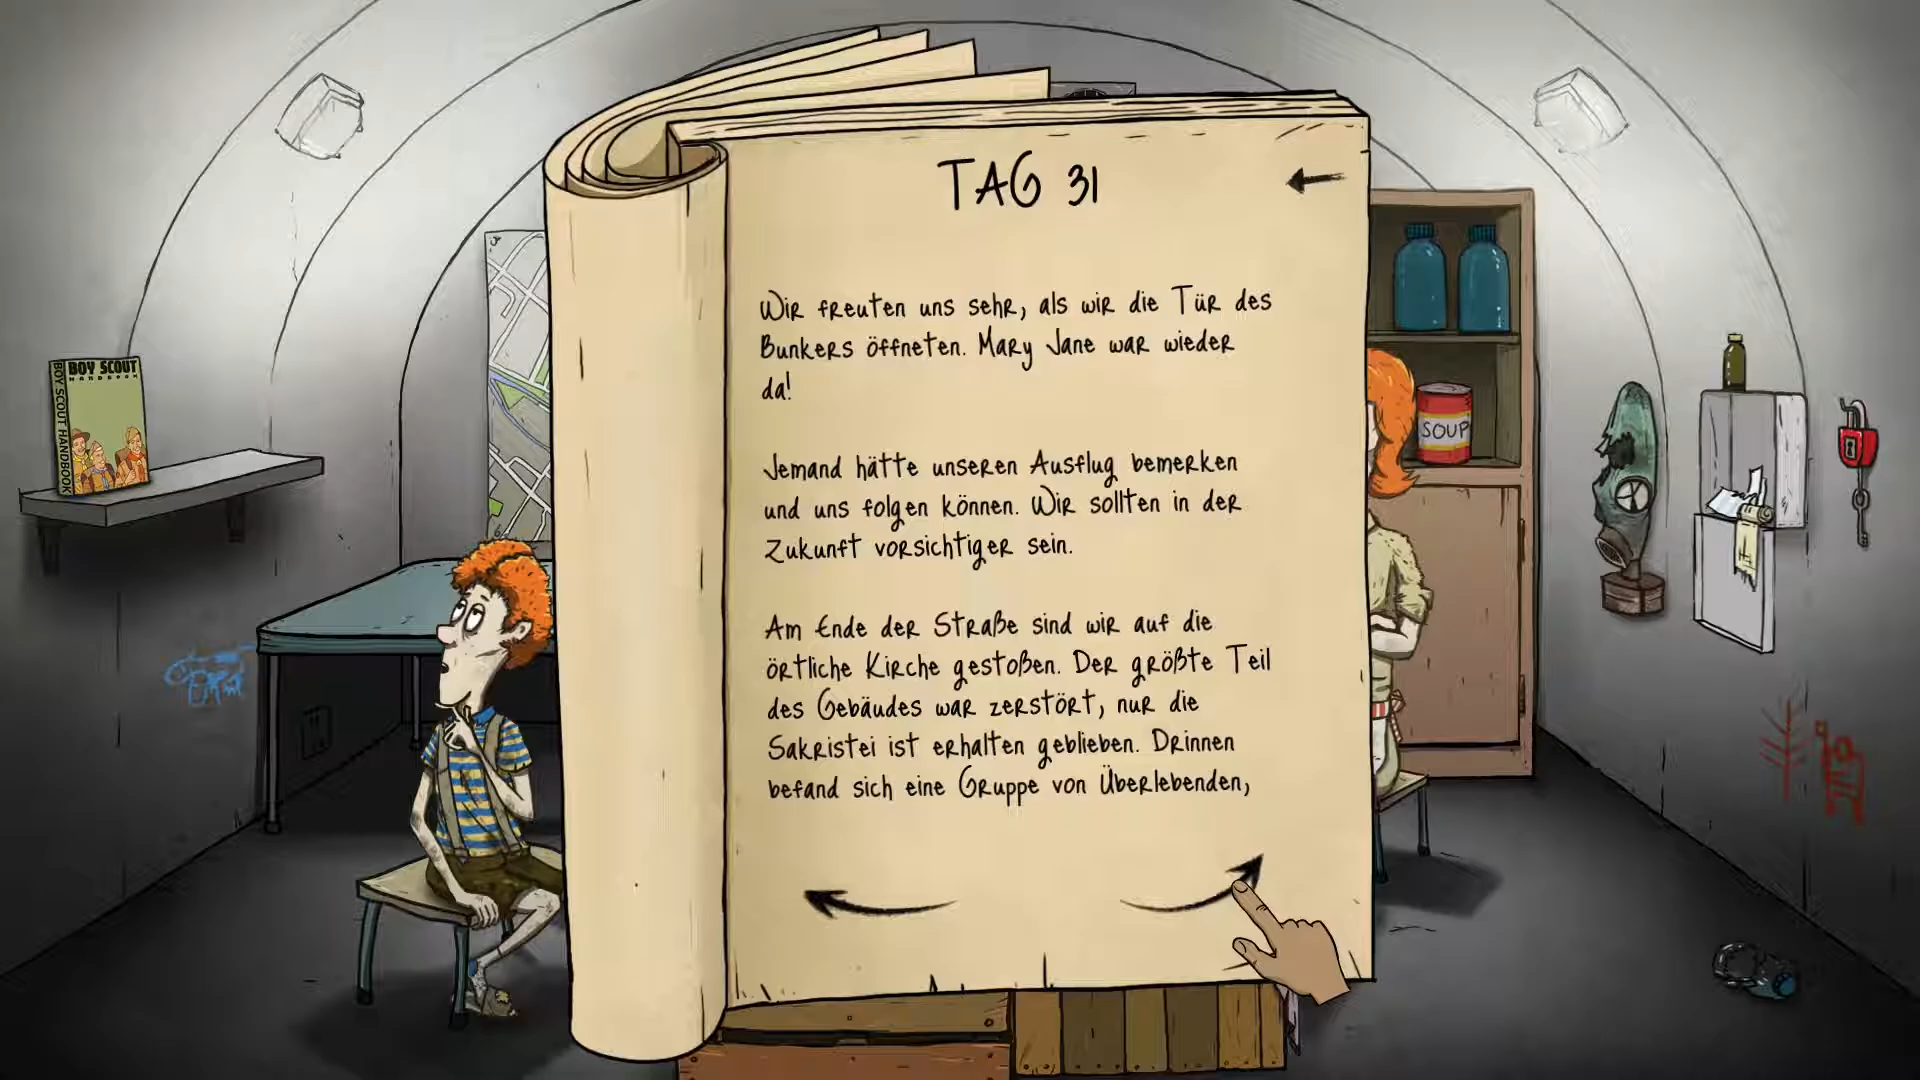 TAG 31
Wir freuten uns sehr, als wir die Tür des
Bunkers öffneten. Mary Jane war wieder
da!
Jemand hätte unseren Ausflug bemerken
und uns folgen können. Wir sollten in der
Zukunft vorsichtiger sein.
Am Ende der Straße sind wir auf die
örtliche Kirche gestoßen. Der größte Teil
des Gebäudes war zerstört, nur die
Sakristei ist erhalten geblieben. Drinnen
befand sich eine Gruppe von Überlebenden,
BOY SCOUT
HANDBOOK
BOY SCOUT HANDBOOK
SOUP